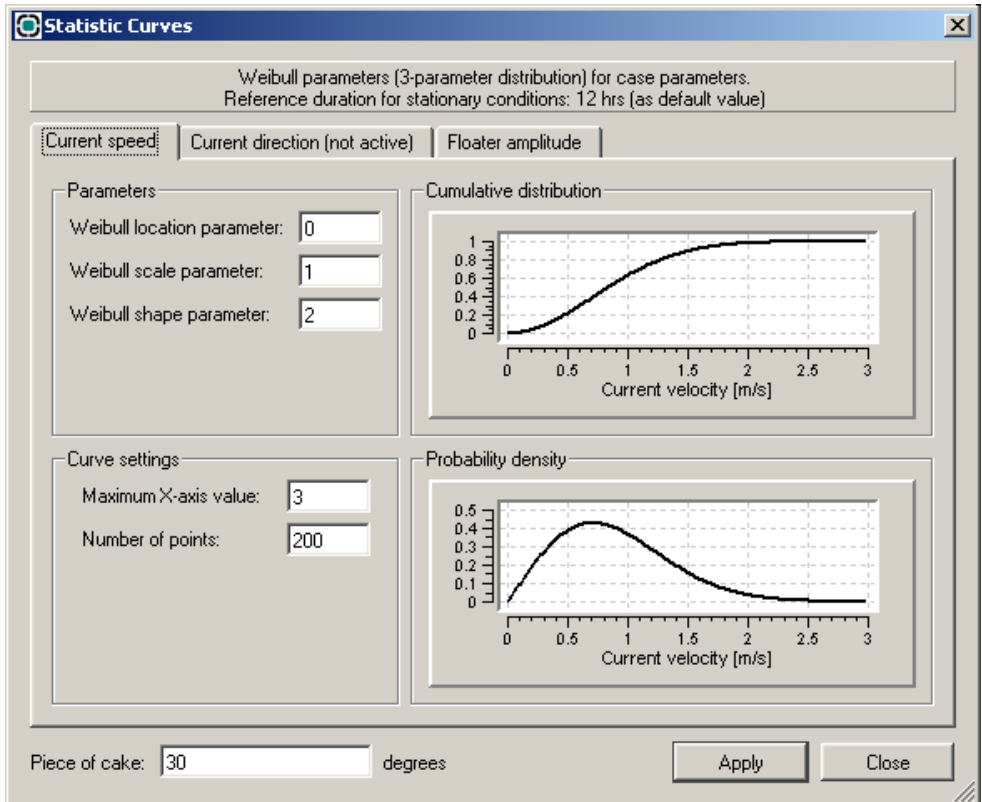 Statistic Curves
Weibull parameters (3-parameter distribution) for case parameters.
Reference duration for stationary conditions: 12 hrs (as default value)
Current speed
Current direction (not active)
Floater amplitude
Parameters
Weibull location parameter: 0
Weibull scale parameter: 1
Weibull shape parameter: 2
Cumulative distribution
1
0.8
0.6
0.4
0.2
0
0 0.5 1 1.5 2 2.5 3
Current velocity [m/s]
Curve settings
Maximum X-axis value: 3
Number of points: 200
Probability density
0.5
0.4
0.3
0.2
0.1
0
0 0.5 1 1.5 2 2.5 3
Current velocity [m/s]
Piece of cake: 30 degrees
Apply
Close